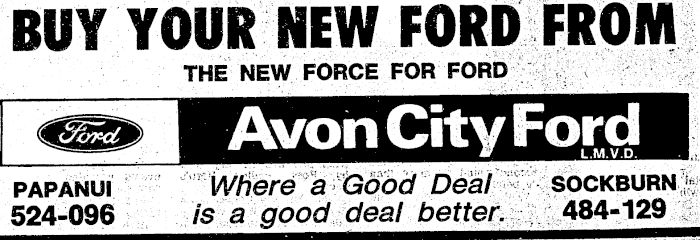 BUY YOUR NEW FORD FROM
THE NEW FORCE FOR FORD
Ford
Avon City Ford
L.M.V.D.
PAPANUI
524-096
Where a Good Deal
is a good deal better.
SOCKBURN
484-129